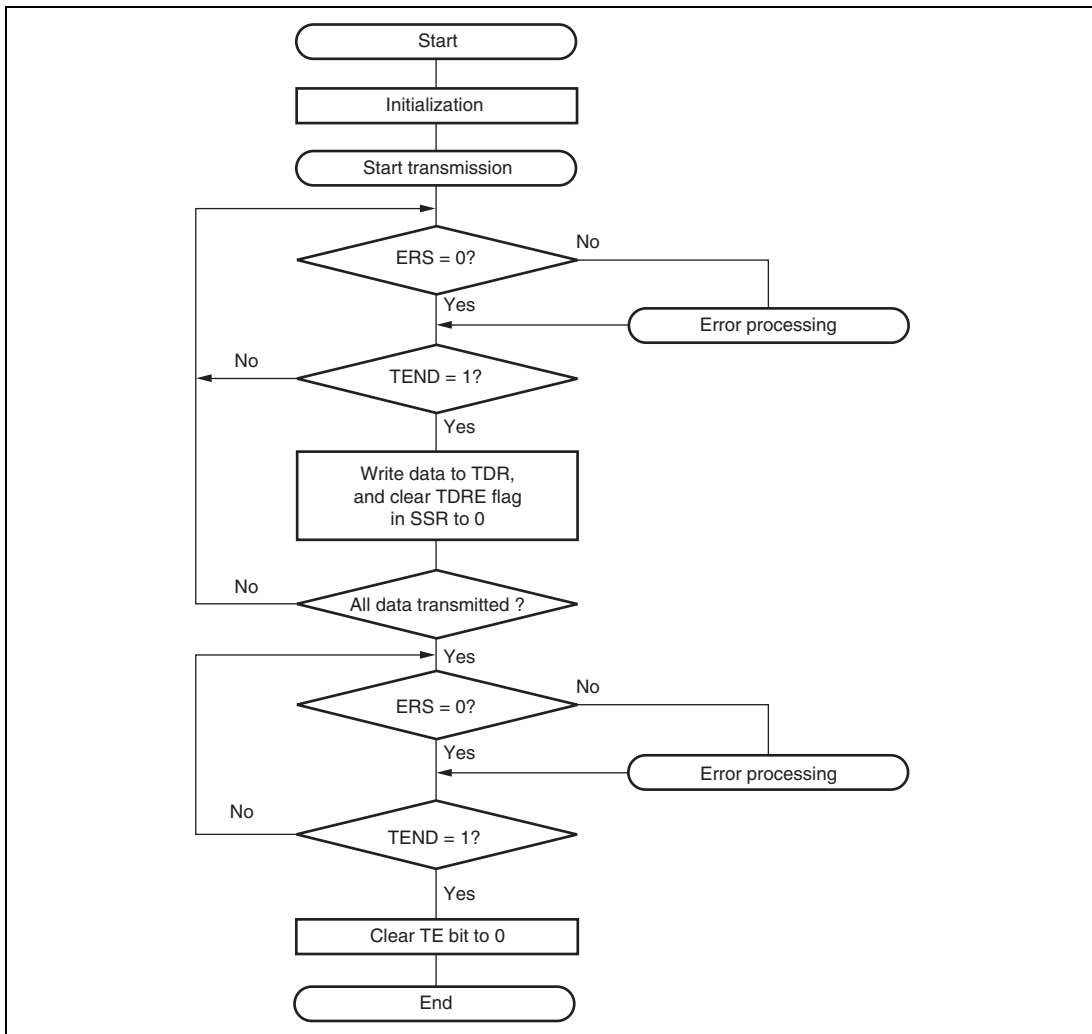 Start
Initialization
Start transmission
ERS = 0?
No
Yes
Error processing
No
TEND = 1?
Yes
Write data to TDR,
and clear TDRE flag
in SSR to 0
No
All data transmitted ?
Yes
ERS = 0?
No
Yes
Error processing
No
TEND = 1?
Yes
Clear TE bit to 0
End